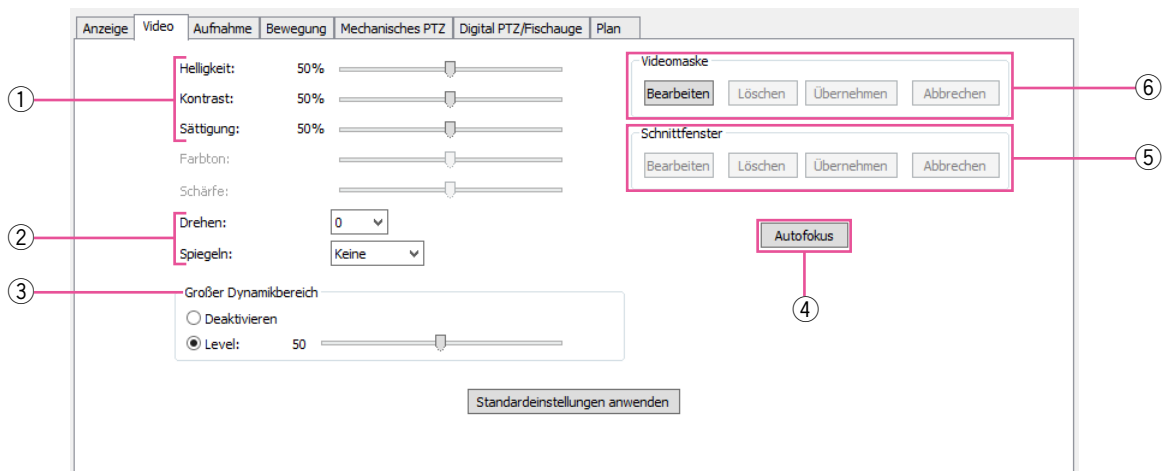 Anzeige Video Aufnahme Bewegung Mechanisches PTZ Digital PTZ/Fischauge Plan
Helligkeit: 50%
Kontrast: 50%
Sättigung: 50%
Farbton:
Schärfe:
Drehen: 0
Spiegeln: Keine
Großer Dynamikbereich
Deaktivieren
Level: 50
Videomaske
Bearbeiten Löschen Übernehmen Abbrechen
Schnittfenster
Bearbeiten Löschen Übernehmen Abbrechen
Autofokus
Standardeinstellungen anwenden
①
②
③
④
⑤
⑥